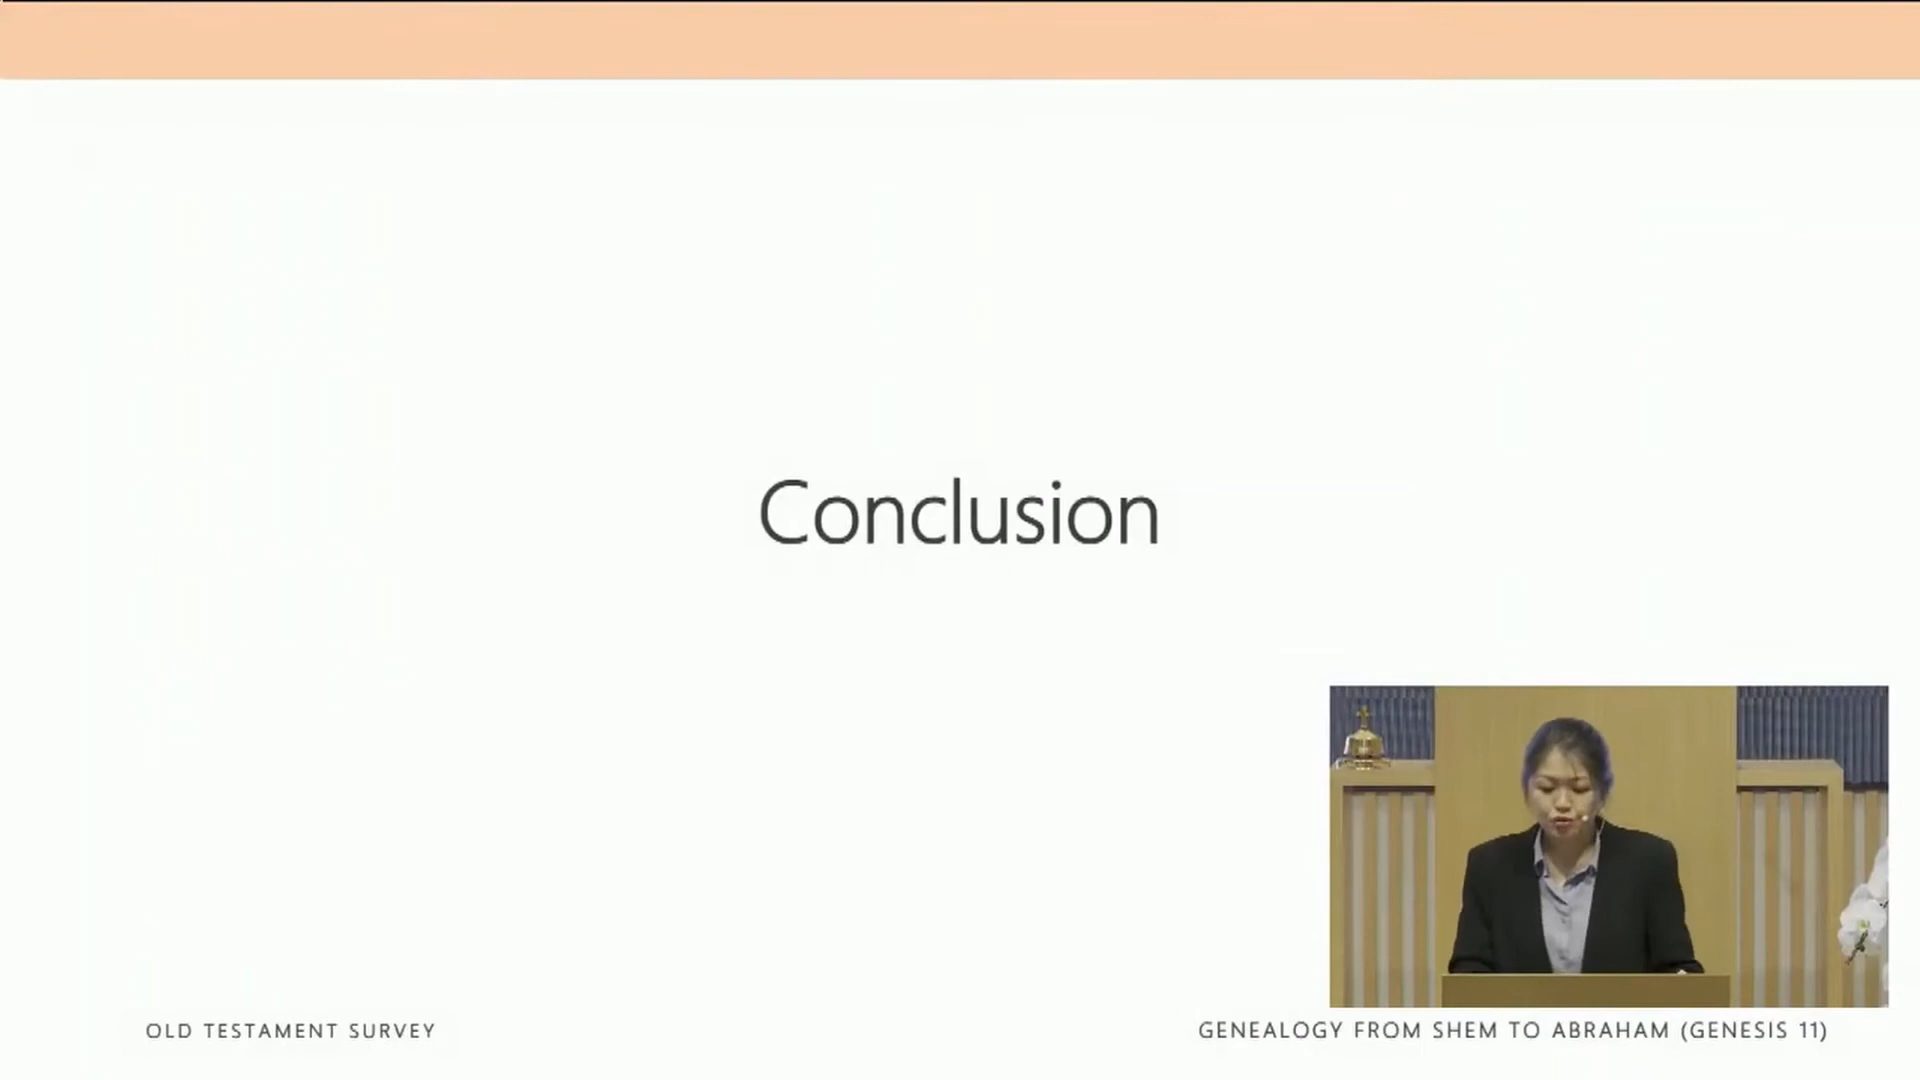 Conclusion
OLD TESTAMENT SURVEY
GENEALOGY FROM SHEM TO ABRAHAM (GENESIS 11)